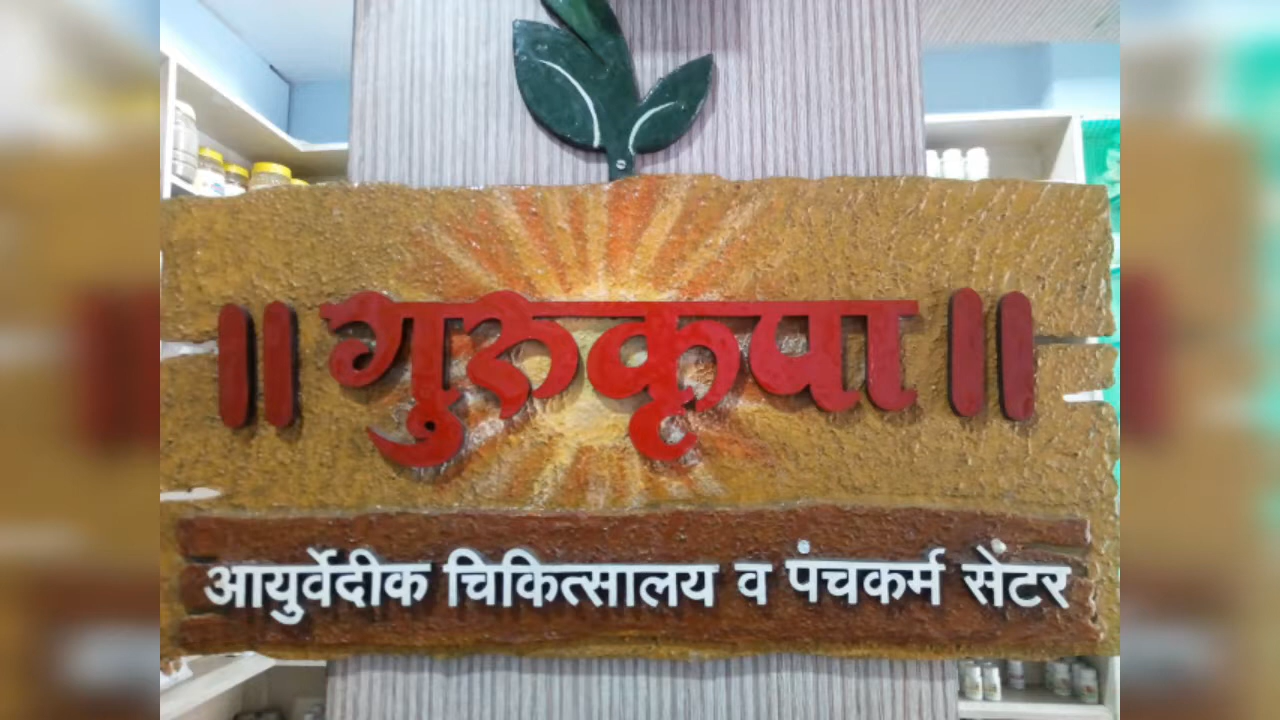 ॥ गुरुकृपा ॥
आयुर्वेदीक चिकित्सालय व पंचकर्म सेंटर